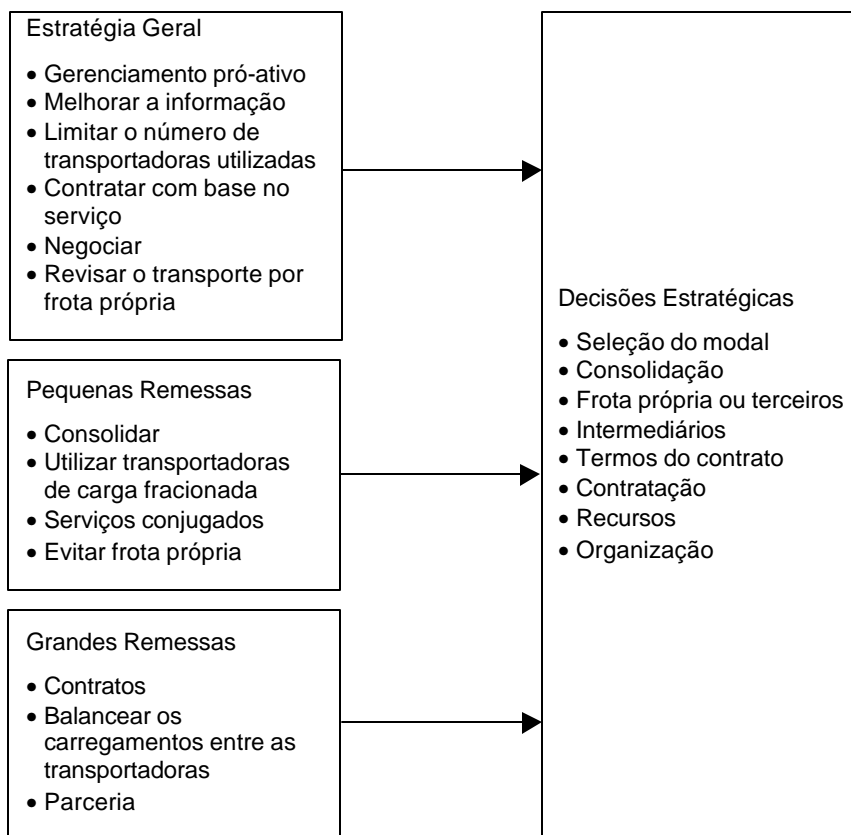 Estratégia Geral
• Gerenciamento pró-ativo
• Melhorar a informação
• Limitar o número de
transportadoras utilizadas
• Contratar com base no
serviço
• Negociar
• Revisar o transporte por
frota própria
Pequenas Remessas
• Consolidar
• Utilizar transportadoras
de carga fracionada
• Serviços conjugados
• Evitar frota própria
Grandes Remessas
• Contratos
• Balancear os
carregamentos entre as
transportadoras
• Parceria
Decisões Estratégicas
• Seleção do modal
• Consolidação
• Frota própria ou terceiros
• Intermediários
• Termos do contrato
• Contratação
• Recursos
• Organização